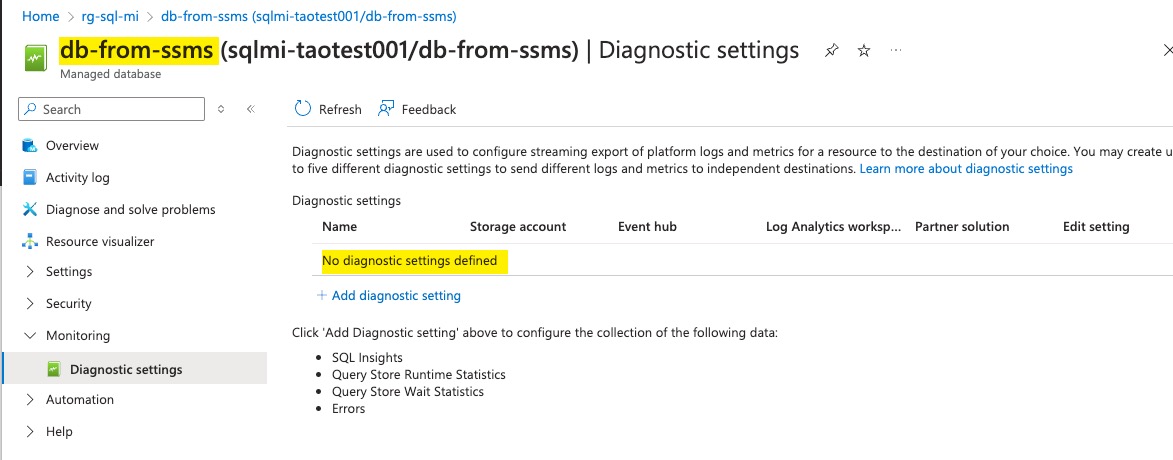 Home > rg-sql-mi > db-from-ssms (sqlmi-taotest001/db-from-ssms)
db-from-ssms (sqlmi-taotest001/db-from-ssms) | Diagnostic settings
Managed database
Search
Refresh Feedback
Overview
Activity log
Diagnose and solve problems
Resource visualizer
Settings
Security
Monitoring
Diagnostic settings
Automation
Help
Diagnostic settings are used to configure streaming export of platform logs and metrics for a resource to the destination of your choice. You may create u
to five different diagnostic settings to send different logs and metrics to independent destinations. Learn more about diagnostic settings
Diagnostic settings
Name Storage account Event hub Log Analytics worksp... Partner solution Edit setting
No diagnostic settings defined
+ Add diagnostic setting
Click 'Add Diagnostic setting' above to configure the collection of the following data:
• SQL Insights
• Query Store Runtime Statistics
• Query Store Wait Statistics
• Errors